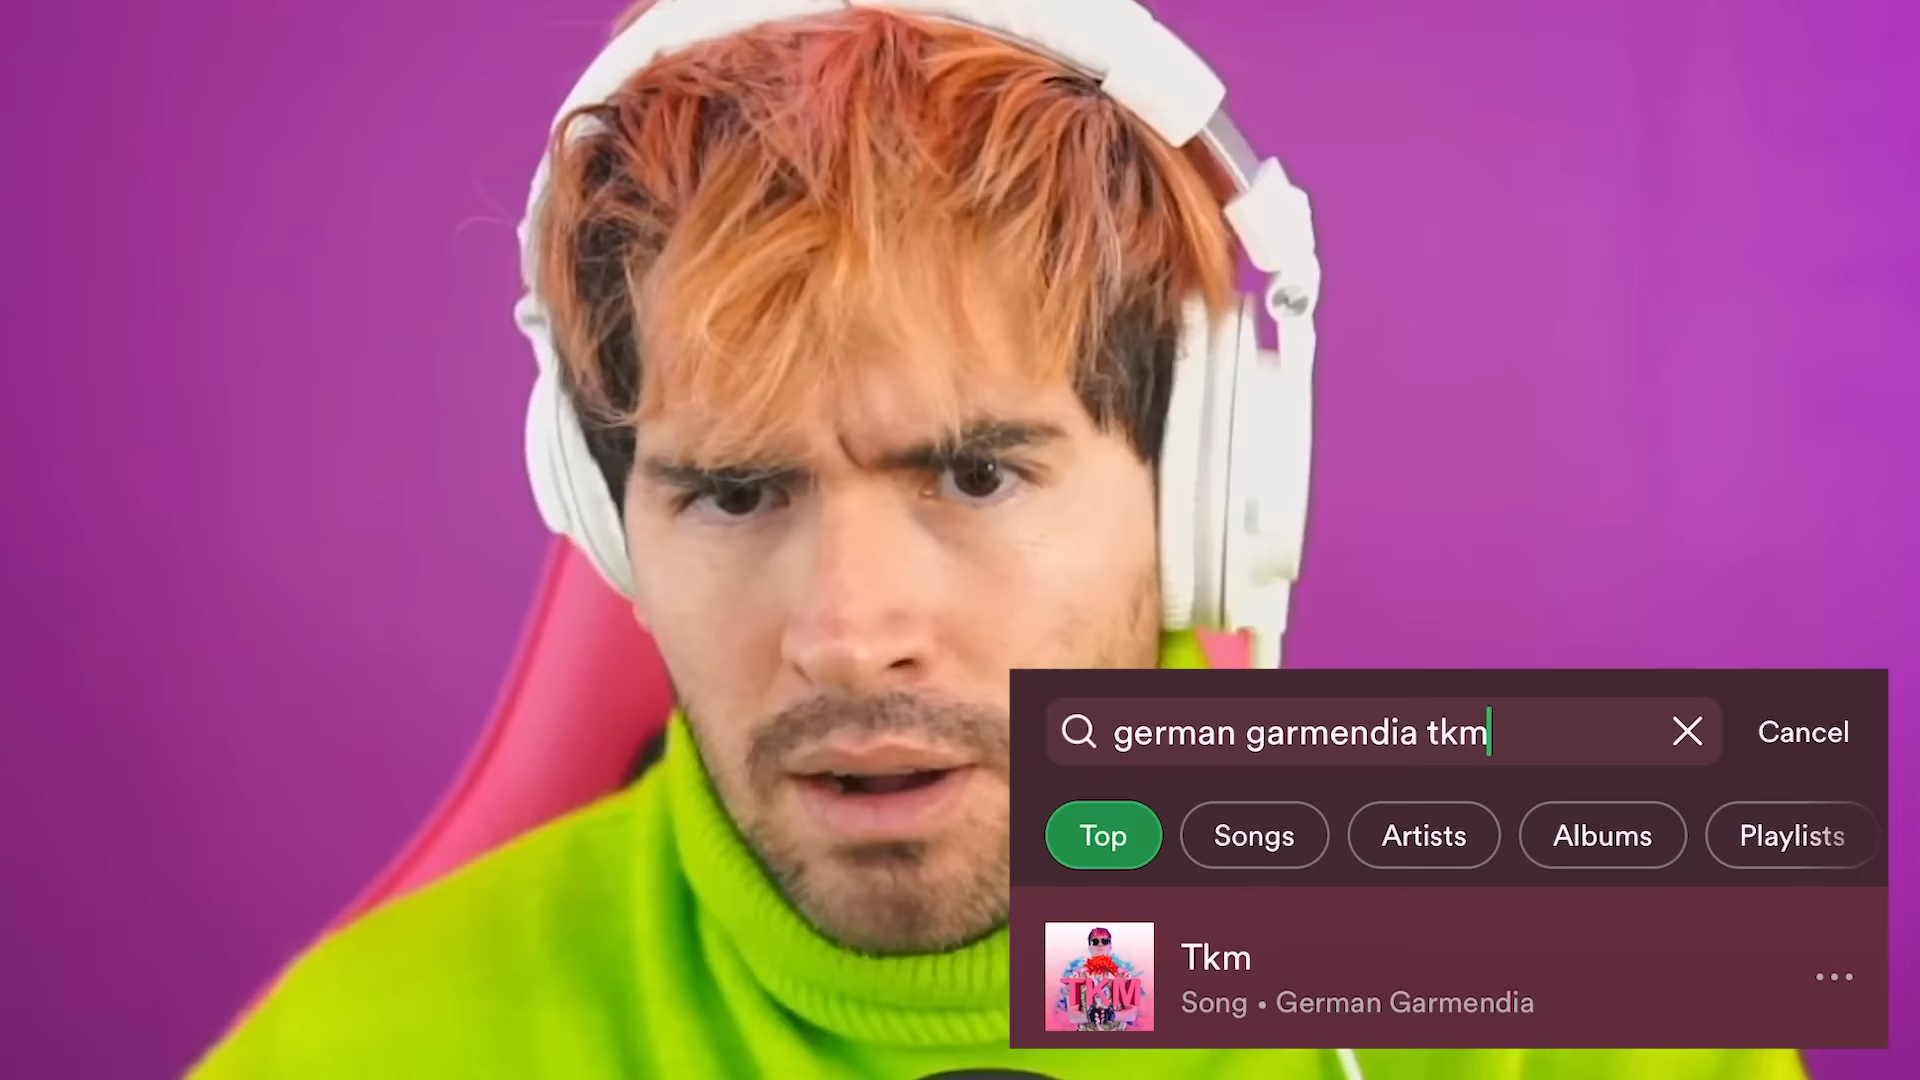 german garmendia tkm
Cancel
Top
Songs
Artists
Albums
Playlists
TKM
Tkm
Song • German Garmendia